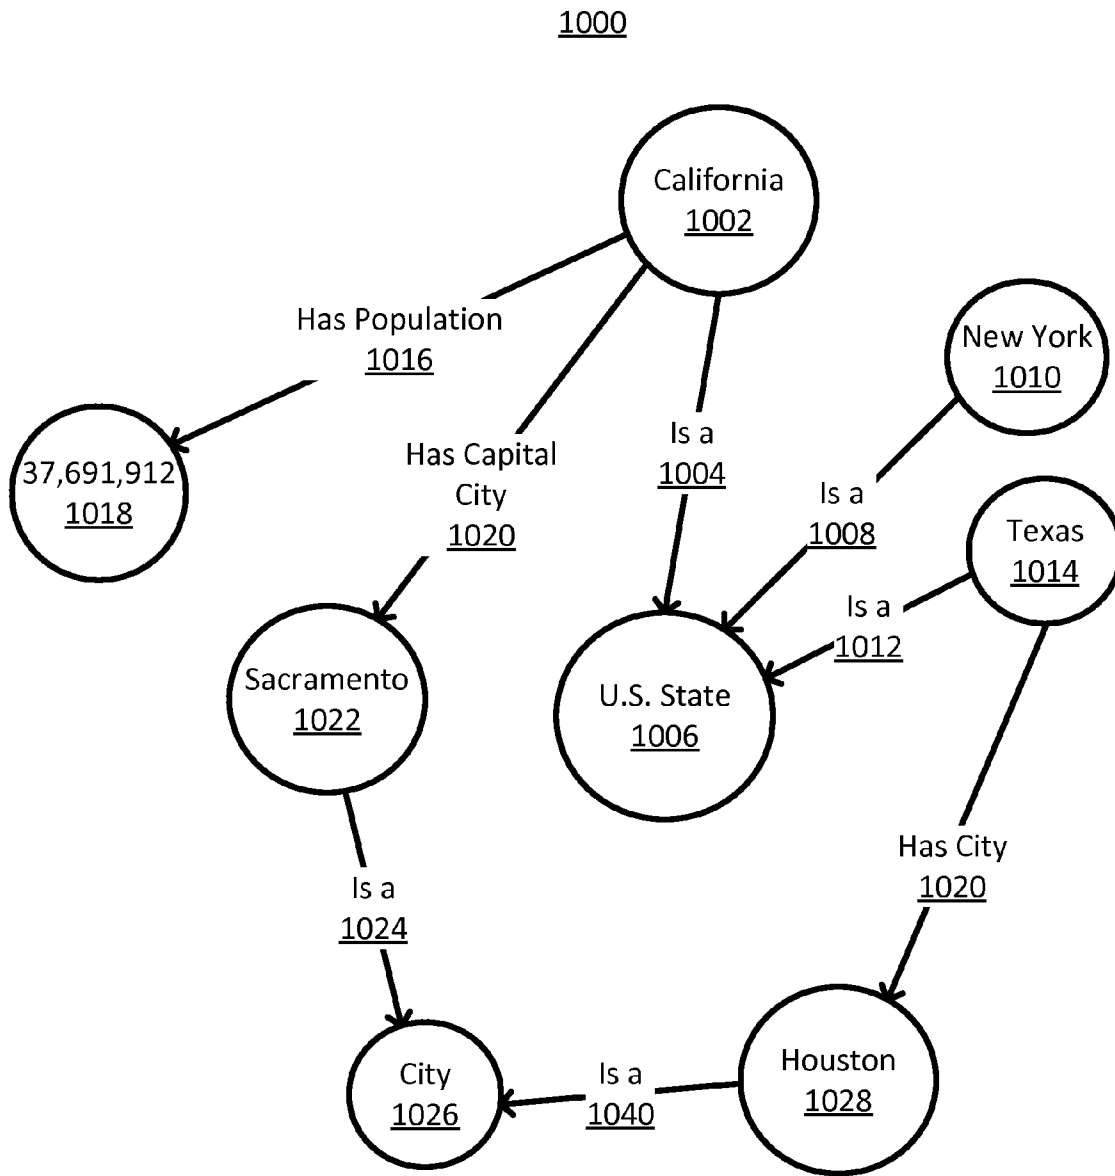 1000
California
1002
Has Population
1016
New York
1010
Is a
1004
Has Capital
City
1020
37,691,912
1018
Is a
1008
Texas
1014
Is a
1012
Sacramento
1022
U.S. State
1006
Has City
1020
Is a
1024
City
1026
Is a
1040
Houston
1028